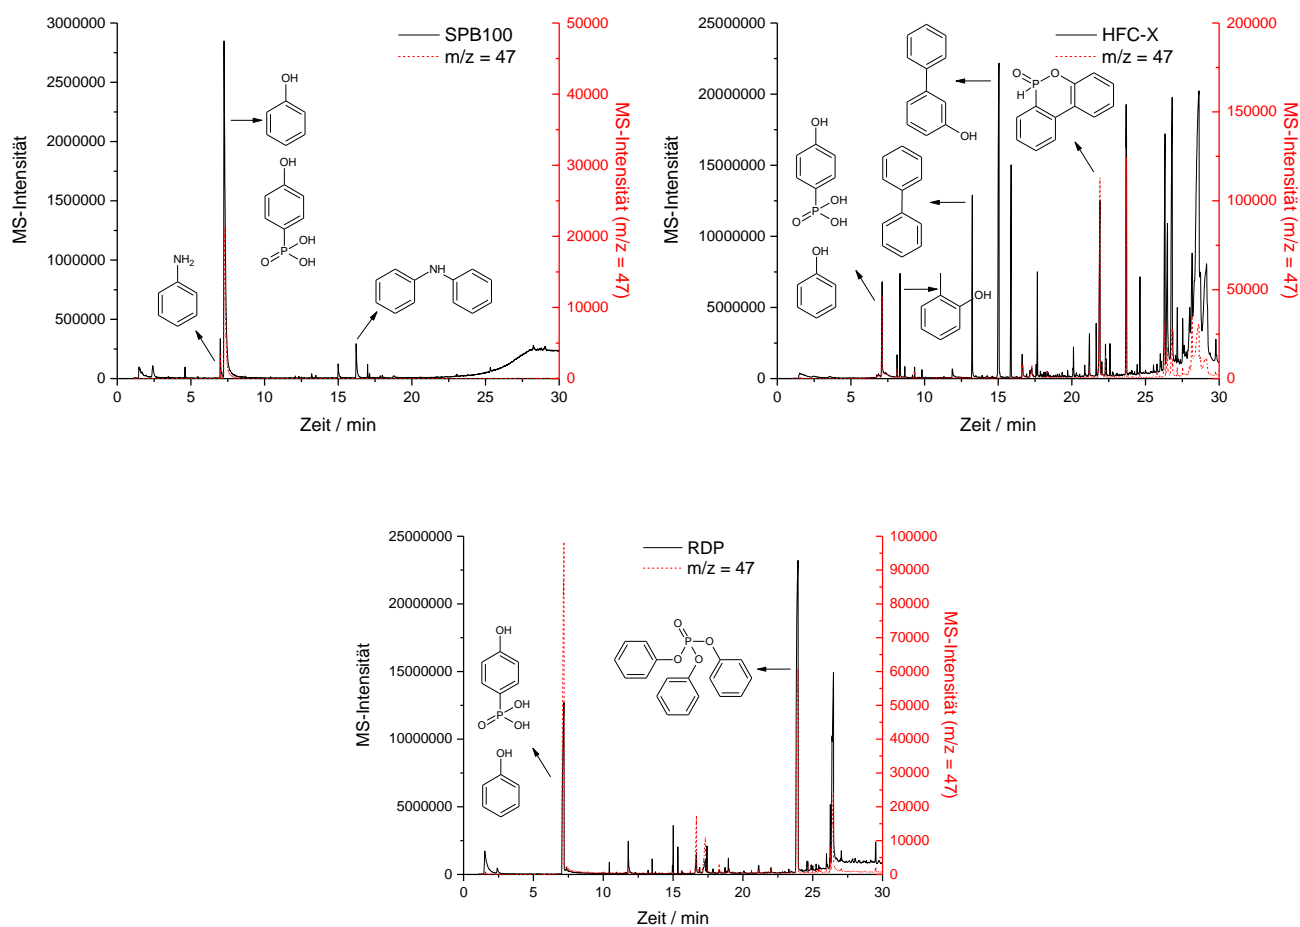 SPB100
m/z = 47
3000000
2500000
2000000
1500000
1000000
500000
0
MS-Intensität
50000
40000
30000
20000
10000
0
MS-Intensität (m/z = 47)
OH
OH
P
OH
O
OH
NH2
NH
0
5
10
15
20
25
30
Zeit / min
HFC-X
m/z = 47
25000000
20000000
15000000
10000000
5000000
0
MS-Intensität
200000
150000
100000
50000
0
MS-Intensität (m/z = 47)
O
O
P
H
OH
OH
P
OH
O
OH
OH
OH
0
5
10
15
20
25
30
Zeit / min
RDP
m/z = 47
25000000
20000000
15000000
10000000
5000000
0
MS-Intensität
100000
90000
80000
70000
60000
50000
40000
30000
20000
10000
0
MS-Intensität (m/z = 47)
OH
P
OH
O
OH
OH
O
P
O
O
O
0
5
10
15
20
25
30
Zeit / min